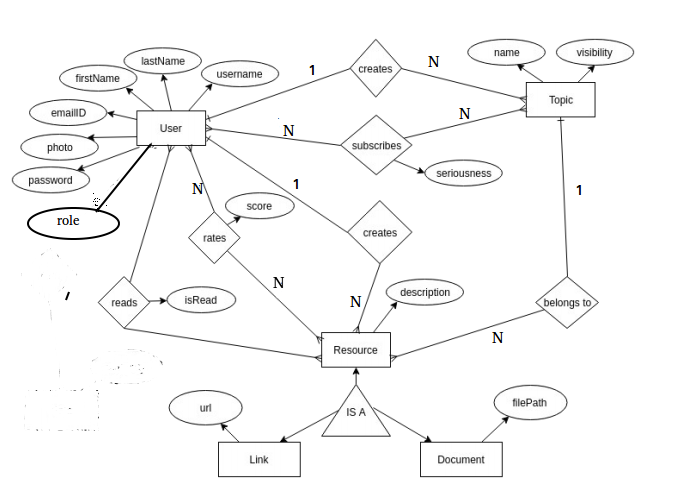 lastName
firstName
username
emailID
photo
password
role
User
1
creates
N
name
visibility
Topic
N
subscribes
N
seriousness
N
rates
score
1
creates
1
reads
isRead
N
N
description
belongs to
N
Resource
IS A
url
filePath
Link
Document